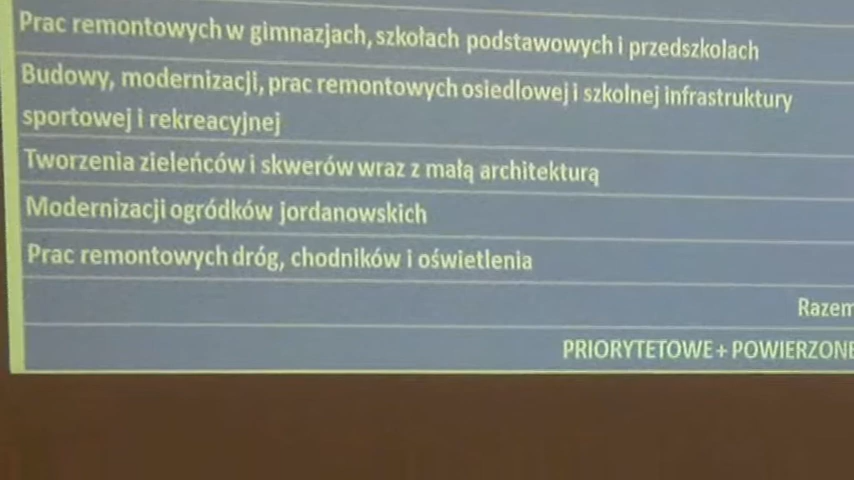 Prac remontowych w gimnazjach, szkołach podstawowych i przedszkolach
Budowy, modernizacji, prac remontowych osiedlowej i szkolnej infrastruktury
sportowej i rekreacyjnej
Tworzenia zieleńców i skwerów wraz z małą architekturą
Modernizacji ogródków jordanowskich
Prac remontowych dróg, chodników i oświetlenia
Razem
PRIORYTETOWE + POWIERZONE